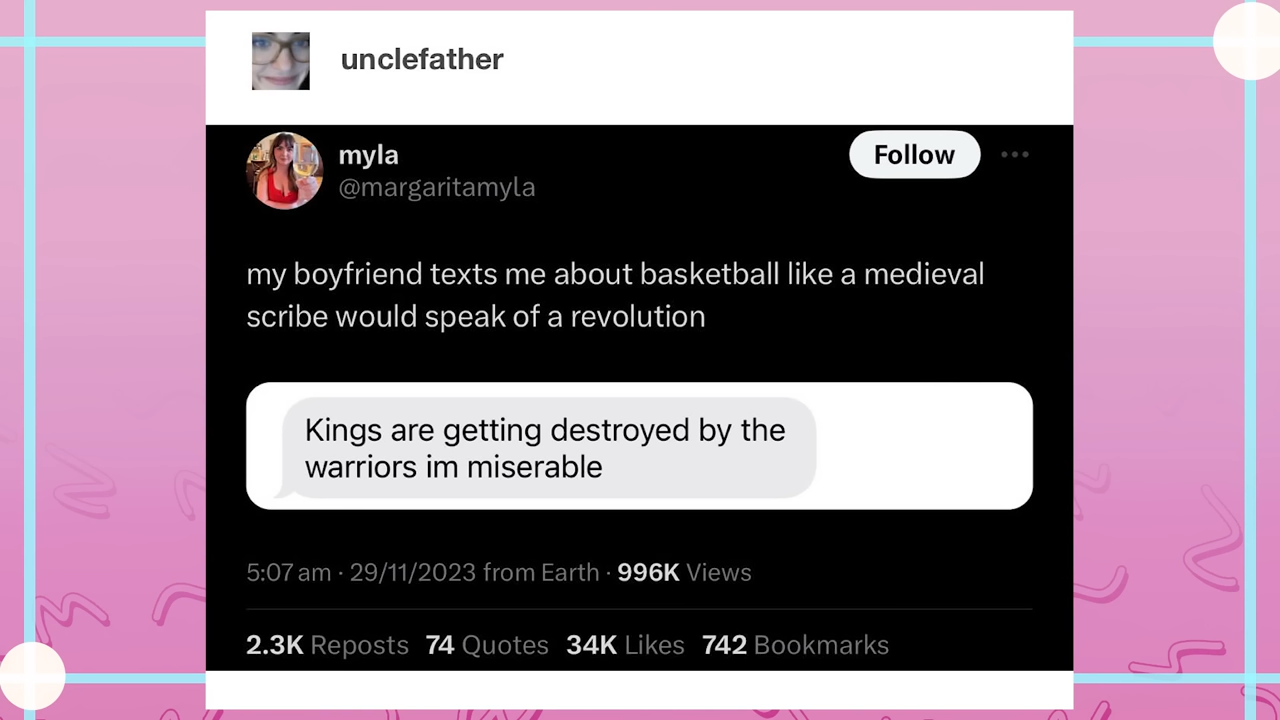 unclefather
myla
Follow
@margaritamyla
my boyfriend texts me about basketball like a medieval
scribe would speak of a revolution
Kings are getting destroyed by the
warriors im miserable
5:07 am · 29/11/2023 from Earth · 996K Views
2.3K Reposts 74 Quotes 34K Likes 742 Bookmarks